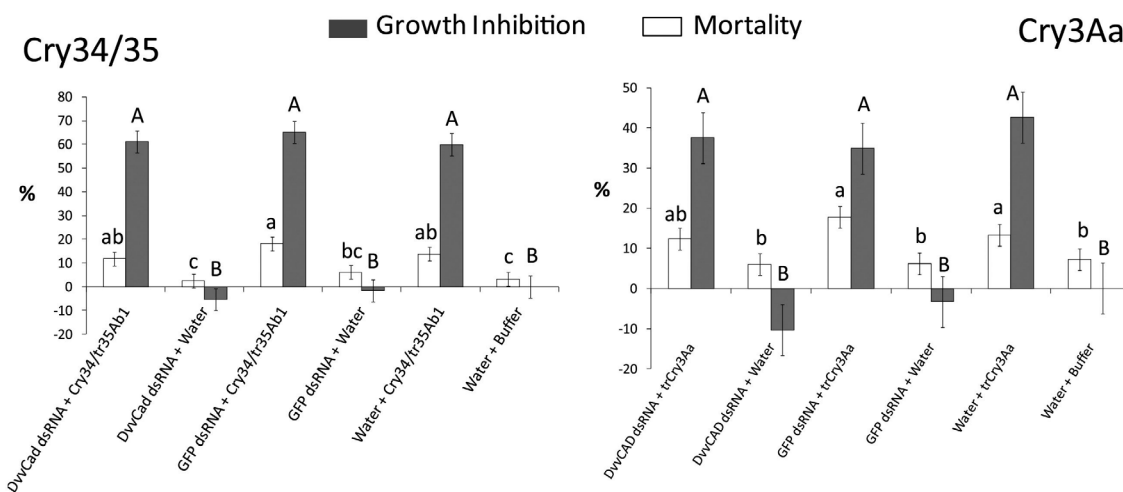 Growth Inhibition
Mortality
Cry34/35
Cry3Aa
80
70
60
50
40
30
20
10
0
-10
-20
%
ab
A
c
B
a
A
bc
B
ab
A
c
B
DvvCad dsRNA + Cry34/tr35Ab1
DvvCad dsRNA + Water
GFP dsRNA + Cry34/tr35Ab1
GFP dsRNA + Water
Water + Cry34/tr35Ab1
Water + Buffer
50
40
30
20
10
0
-10
-20
%
ab
A
b
B
a
A
b
B
a
A
b
B
DvvCAD dsRNA + trCry3Aa
DvvCAD dsRNA + Water
GFP dsRNA + trCry3Aa
GFP dsRNA + Water
Water + trCry3Aa
Water + Buffer